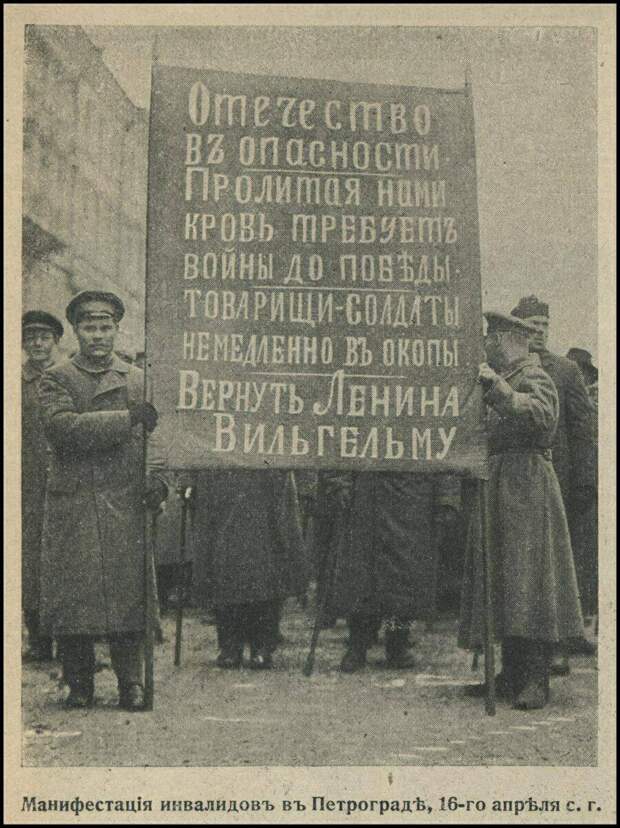 Отечество
въ опасности.
Пролитая нами
кровь требуетъ
войны до побѣды.
товарищи-солдаты
немедленно въ окопы
Вернуть Ленина
Вильгельму
Манифестація инвалидовъ въ Петроградѣ, 16-го апрѣля с. г.